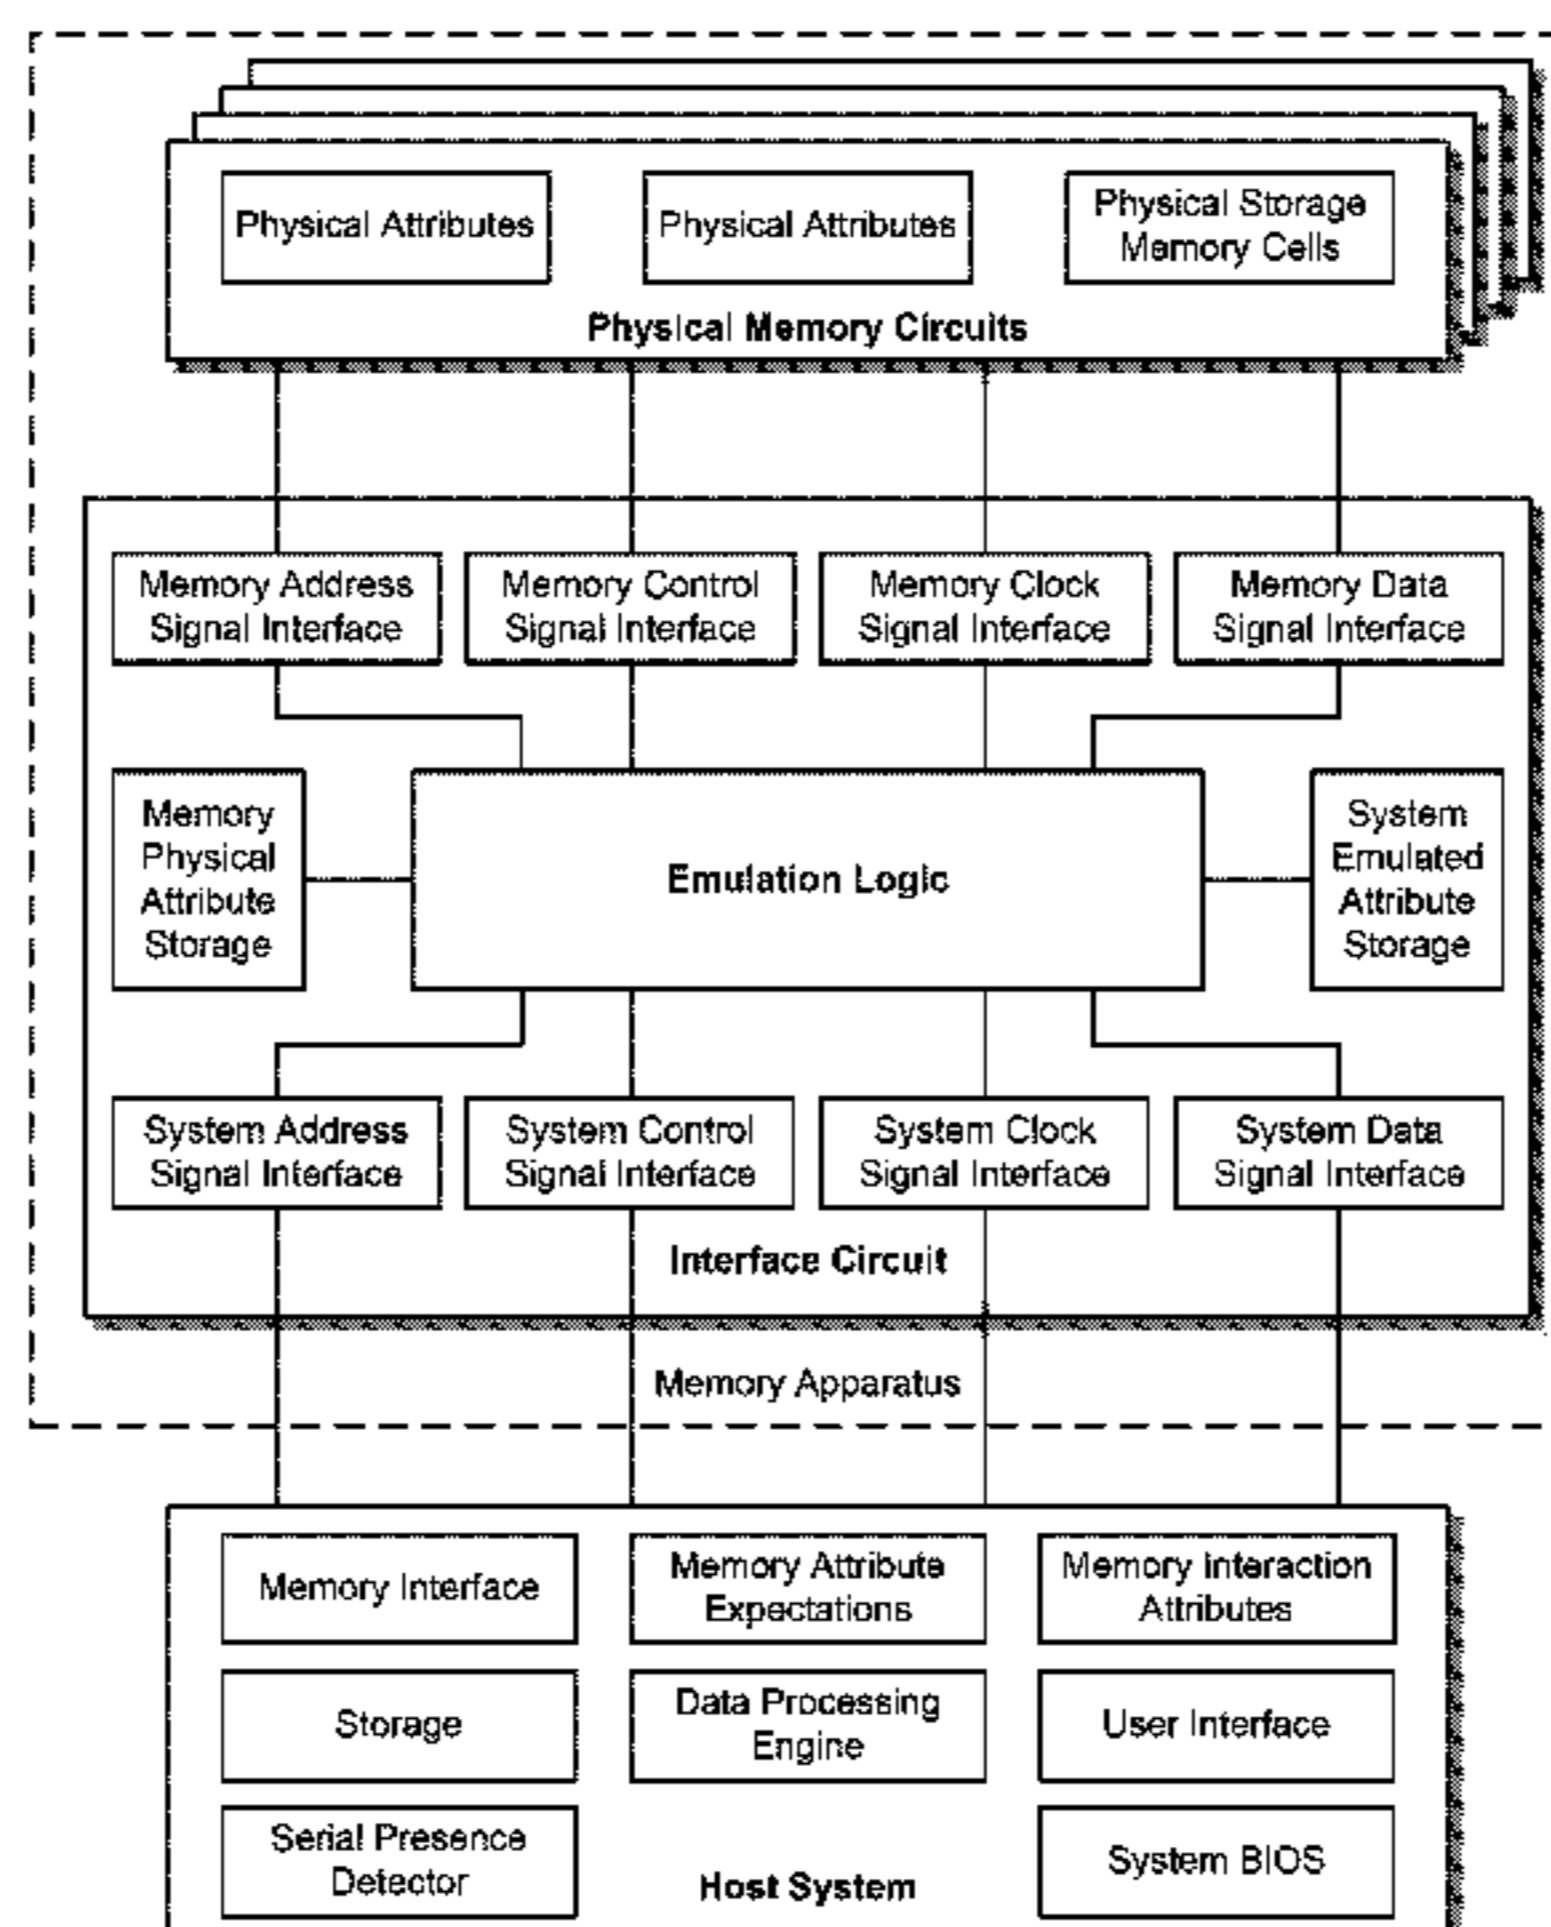 Physical Attributes
Physical Attributes
Physical Storage
Memory Cells
Physical Memory Circuits
Memory Address
Signal Interface
Memory Control
Signal Interface
Memory Clock
Signal Interface
Memory Data
Signal Interface
Memory
Physical
Attribute
Storage
Emulation Logic
System
Emulated
Attribute
Storage
System Address
Signal Interface
System Control
Signal Interface
System Clock
Signal Interface
System Data
Signal Interface
Interface Circuit
Memory Apparatus
Memory Interface
Memory Attribute
Expectations
Memory Interaction
Attributes
Storage
Data Processing
Engine
User Interface
Serial Presence
Detector
Host System
System BIOS